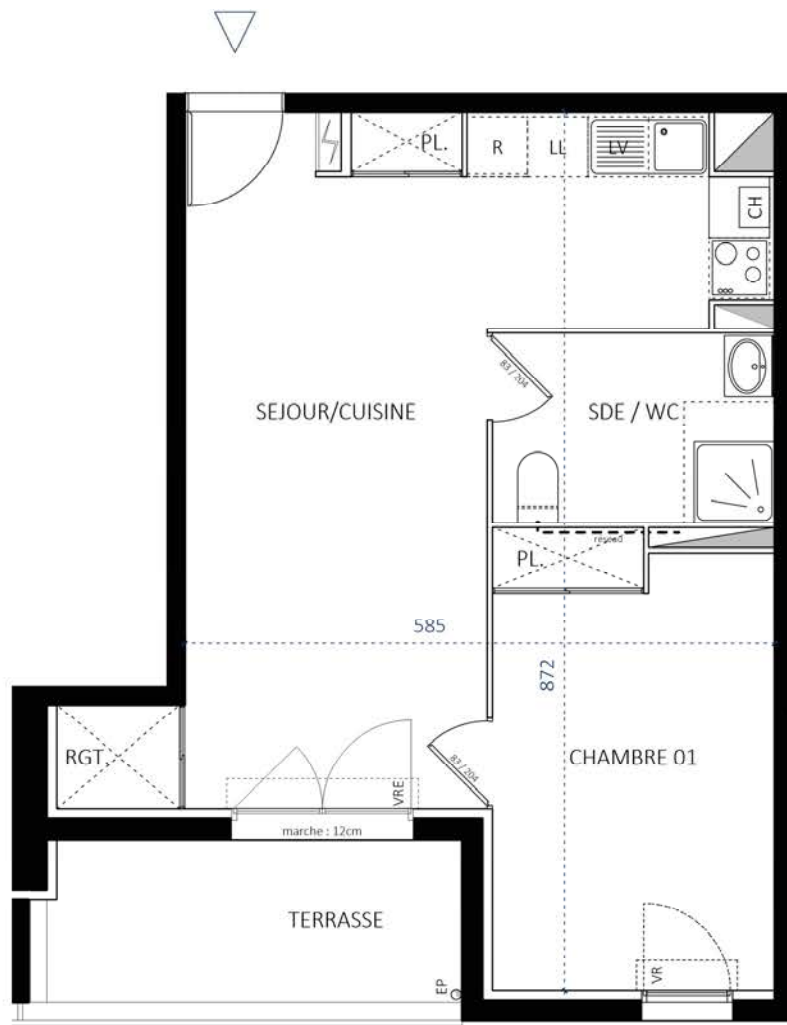 PL.
R
LL
LV
CH
83 / 204
SEJOUR/CUISINE
SDE / WC
PL.
reseau
585
872
RGT.
83 / 204
CHAMBRE 01
VRE
marche : 12cm
TERRASSE
EP
VR